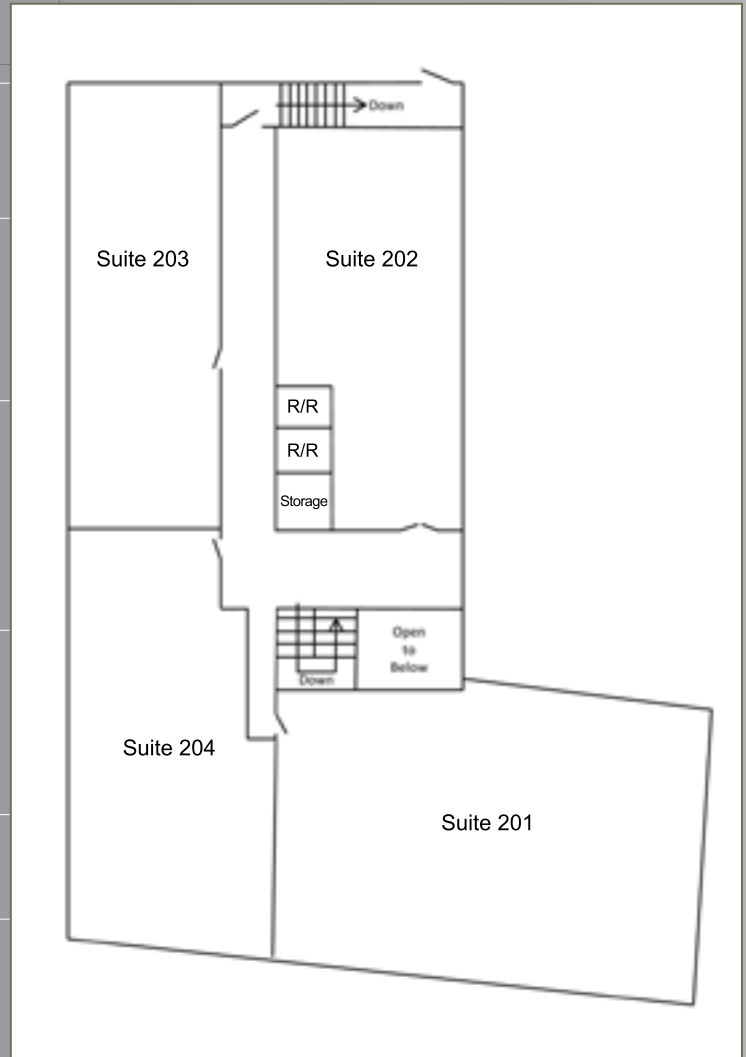 Down
Suite 203
Suite 202
R/R
R/R
Storage
Open
to
Below
Down
Suite 204
Suite 201